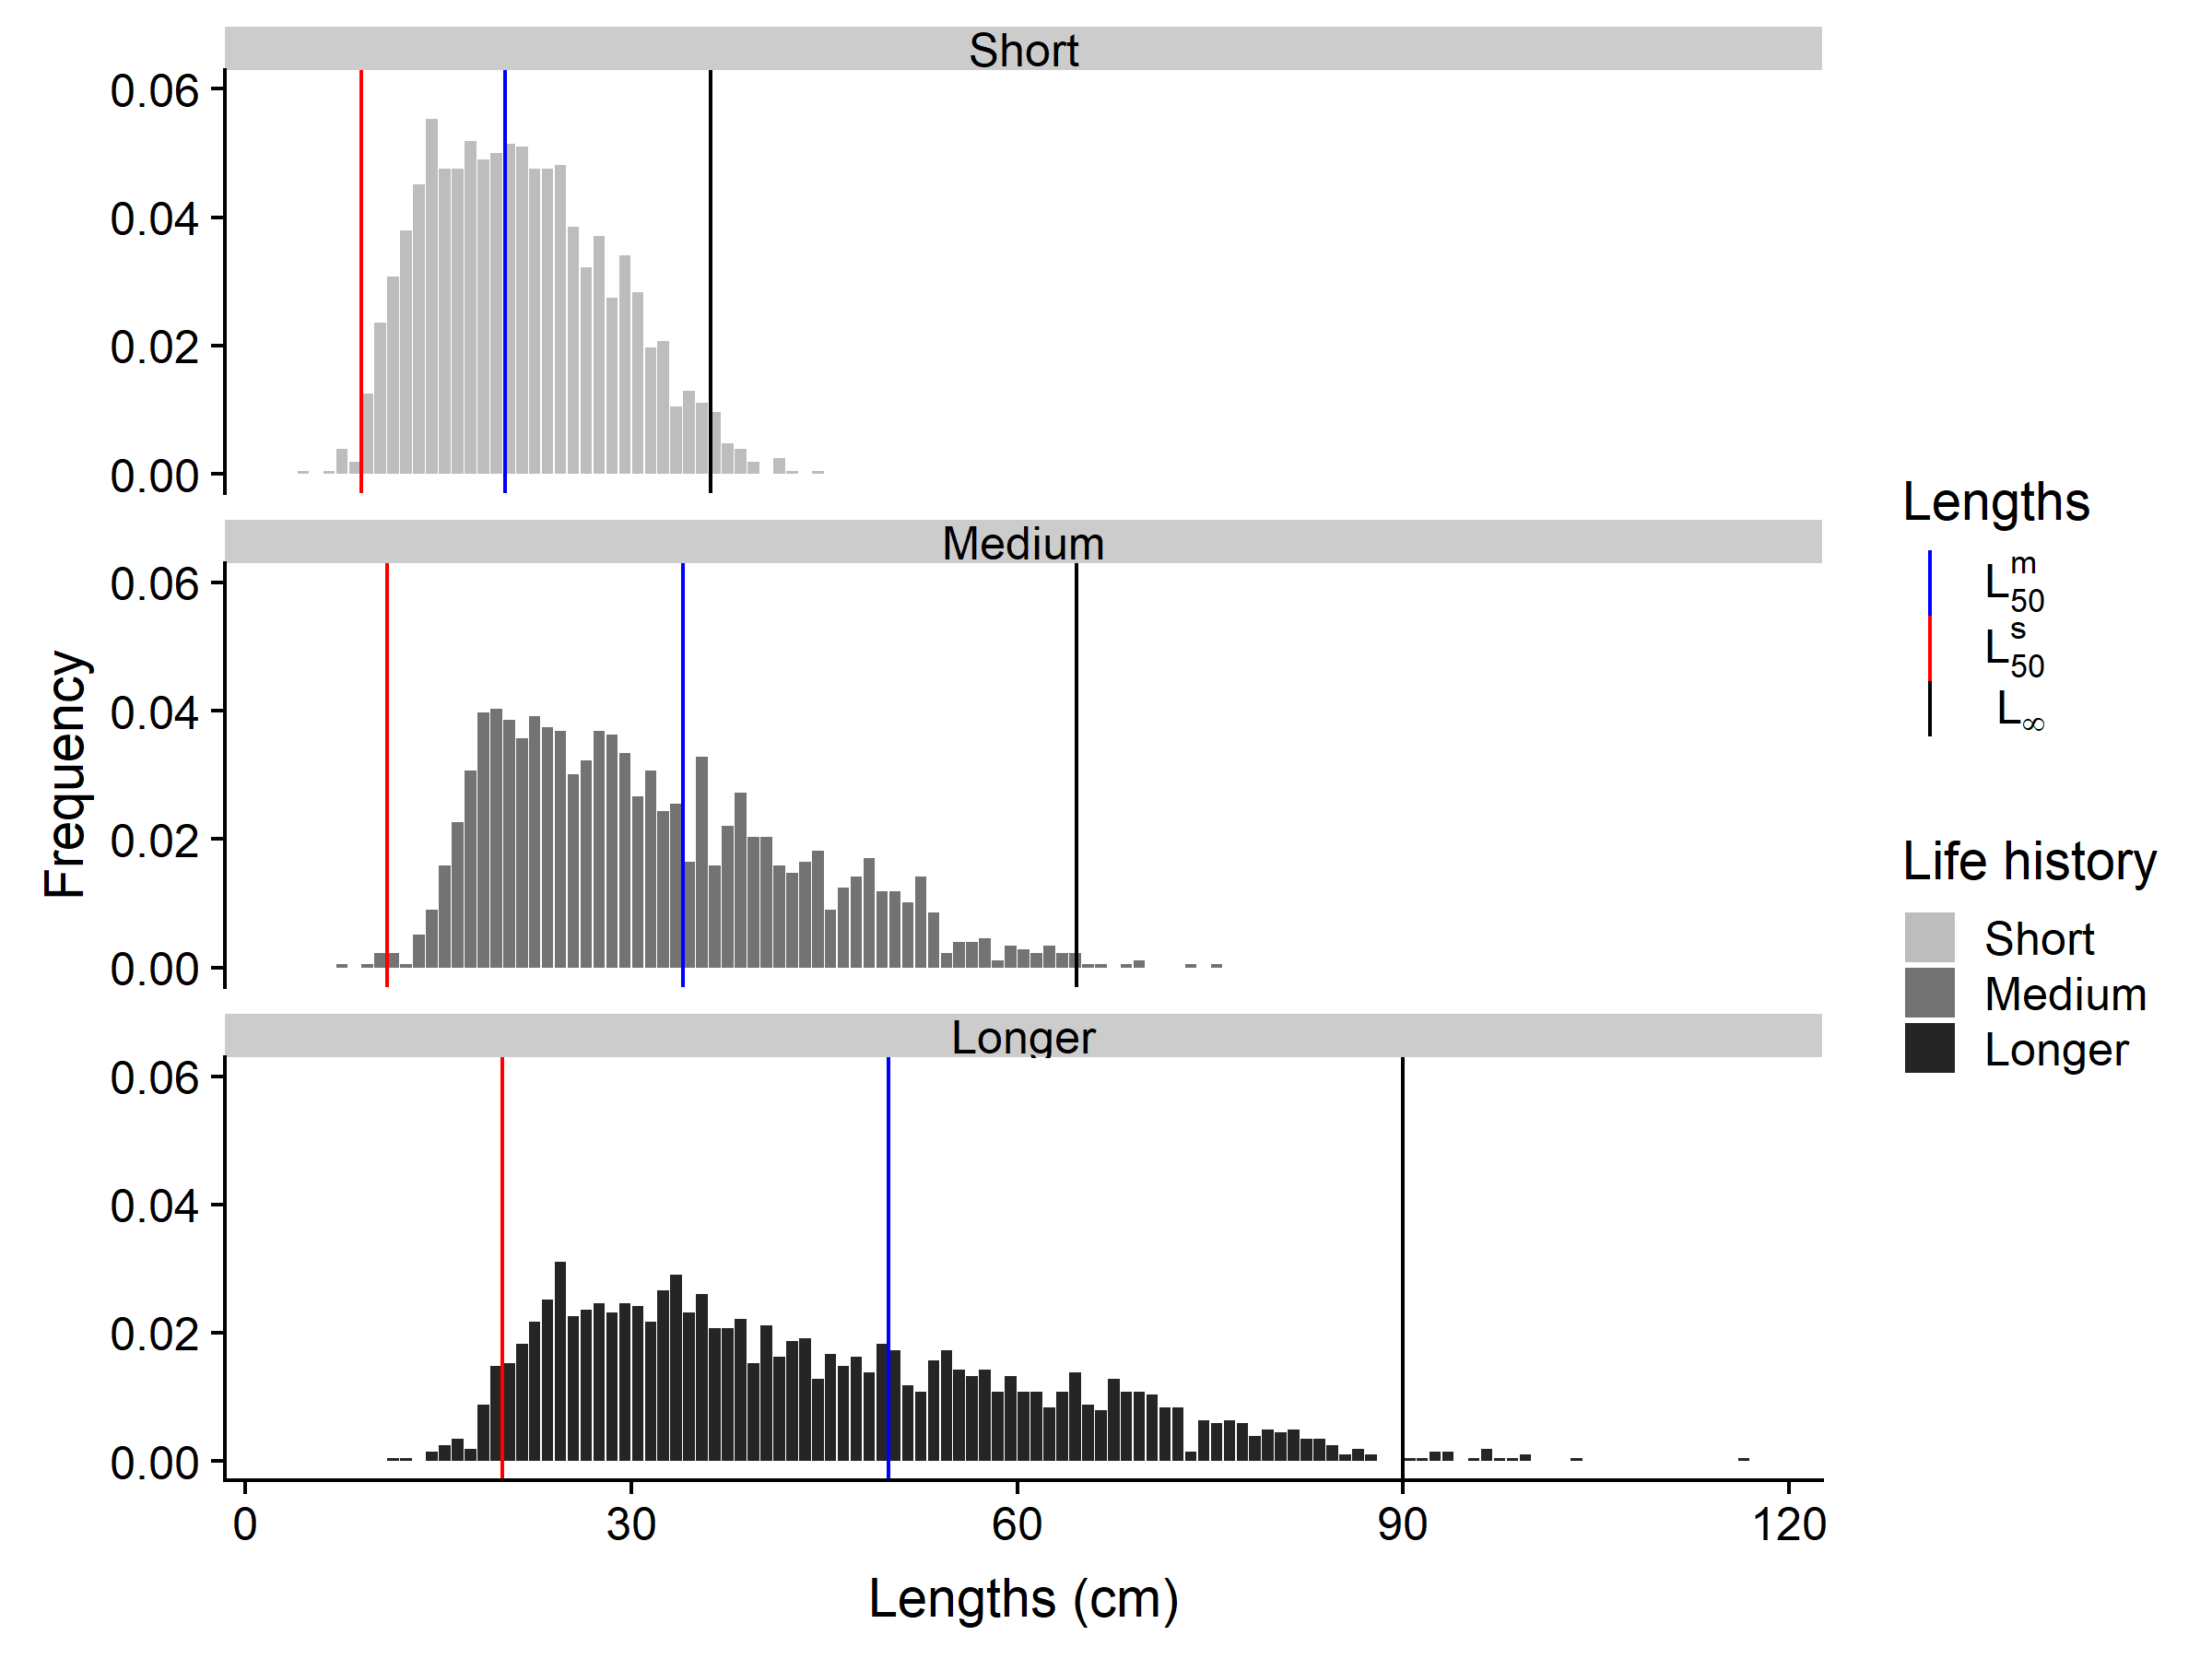 Short
0.06
0.04
0.02
0.00
Medium
0.06
0.04
0.02
0.00
Longer
0.06
0.04
0.02
0.00
0 30 60 90 120
Lengths (cm)
Frequency
Lengths
L₅₀ᵐ
L₅₀ˢ
L∞
Life history
Short
Medium
Longer